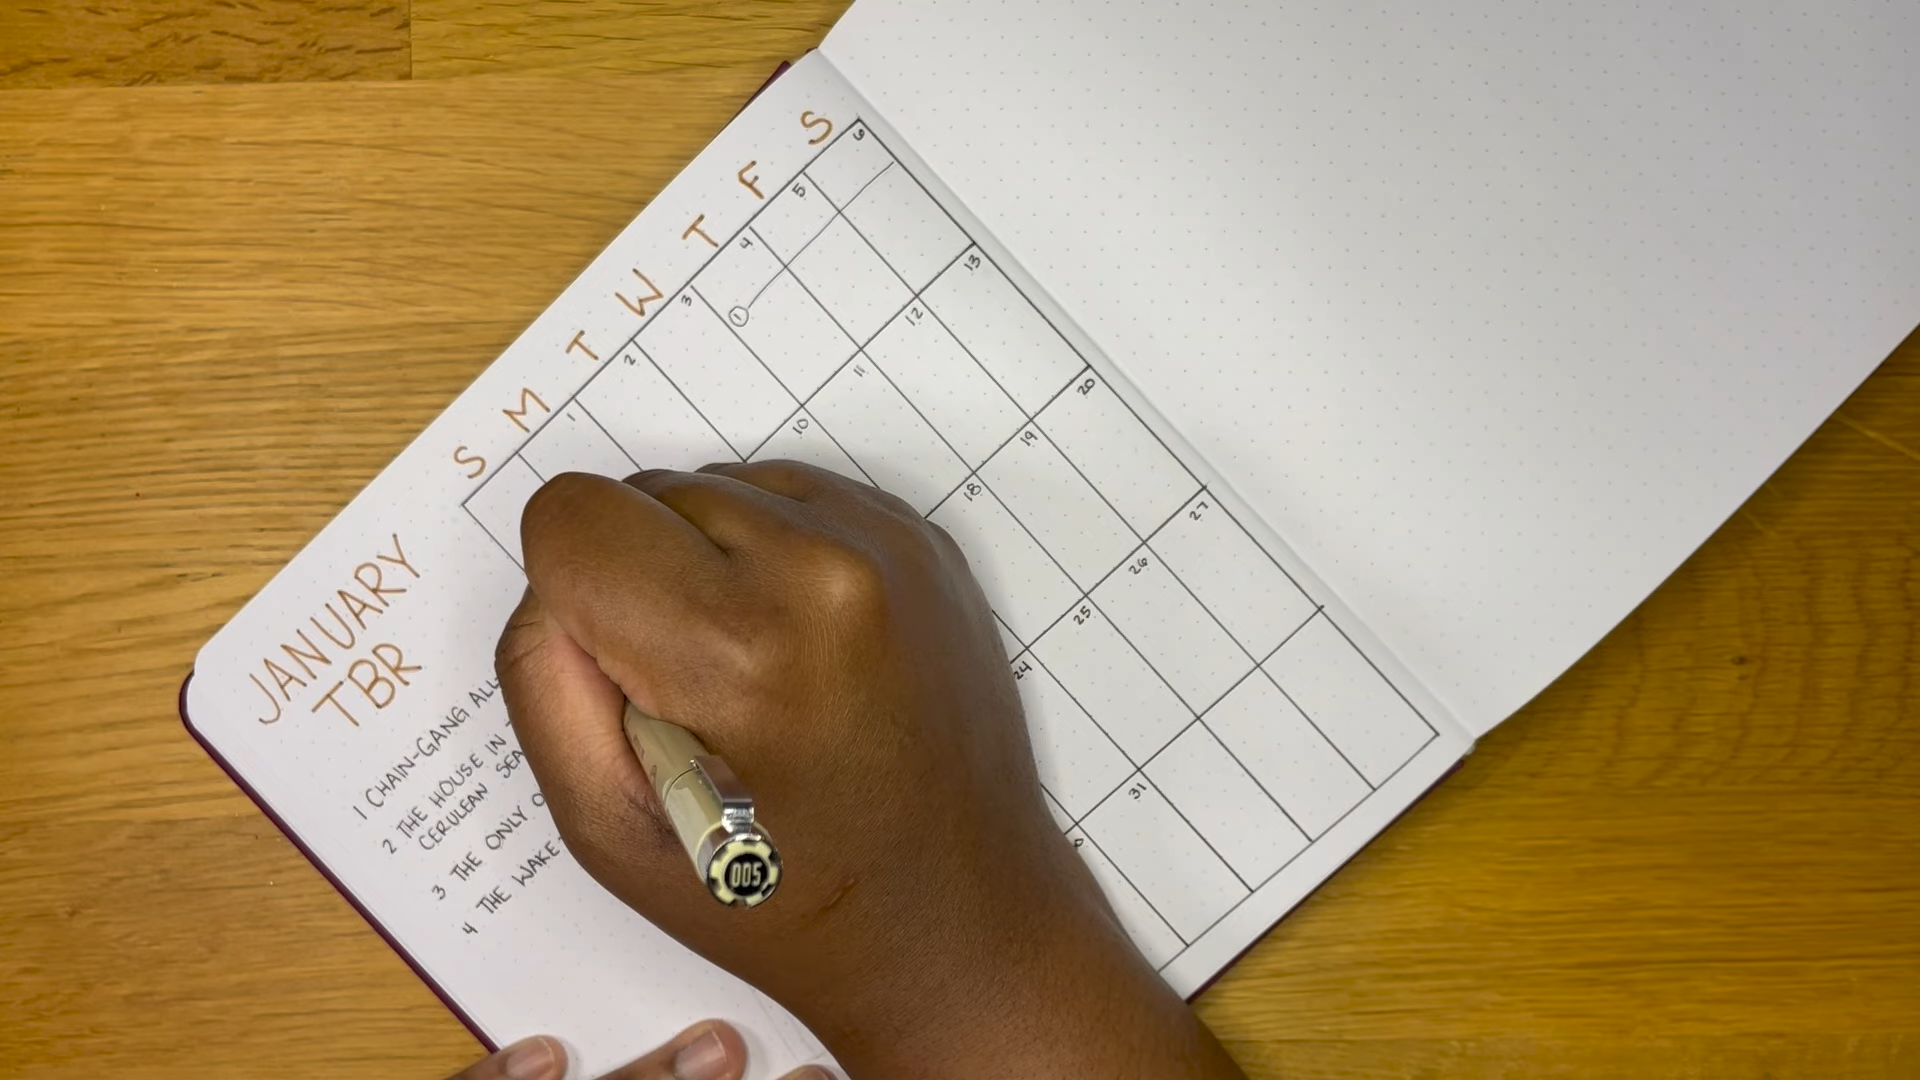 JANUARY
TBR
1 CHAIN-GANG ALL
2 THE HOUSE IN
CERULEAN SEA
3 THE ONLY
4 THE WAKE
S M T W T F S
1 2 3 4 5 6
①
10 11 12 13
18 19 20
24 25 26 27
31
005